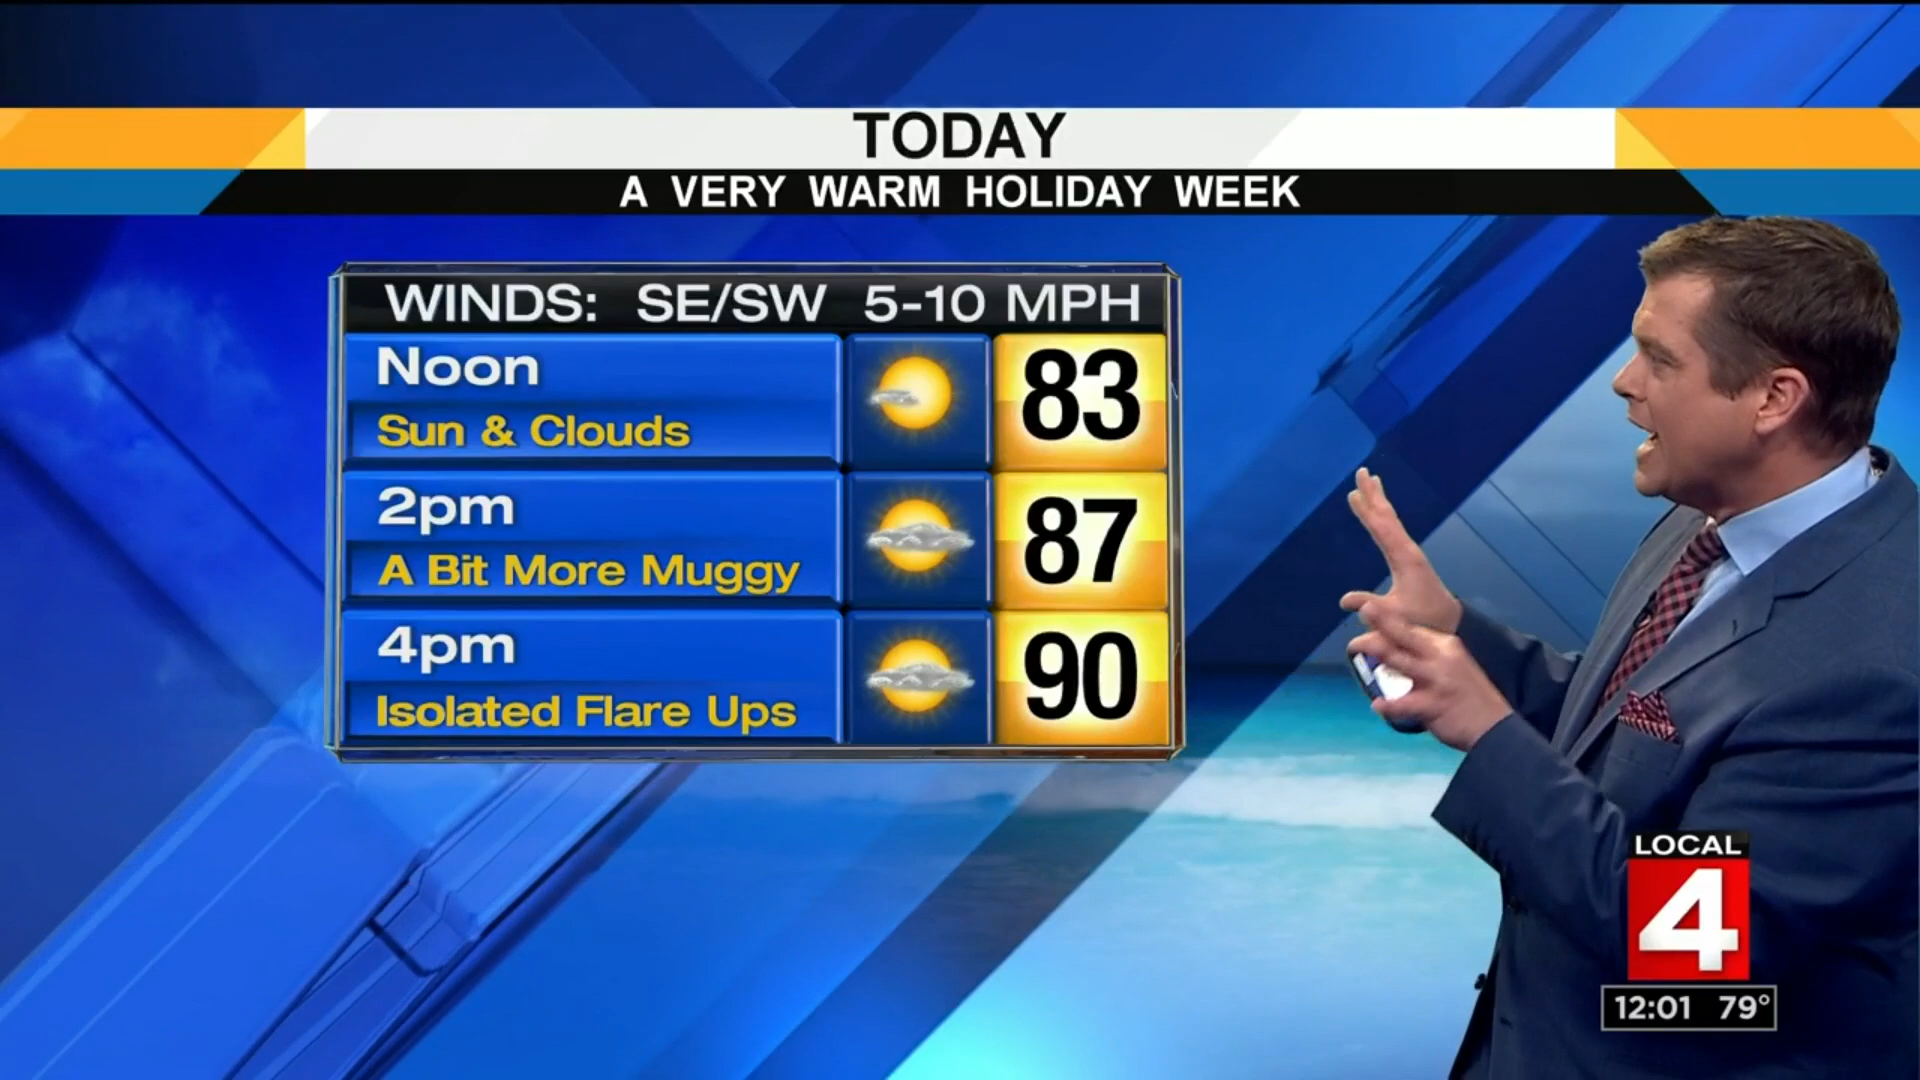 TODAY
A VERY WARM HOLIDAY WEEK
WINDS: SE/SW 5-10 MPH
Noon
Sun & Clouds
83
2pm
A Bit More Muggy
87
4pm
Isolated Flare Ups
90
LOCAL
4
12:01 79°